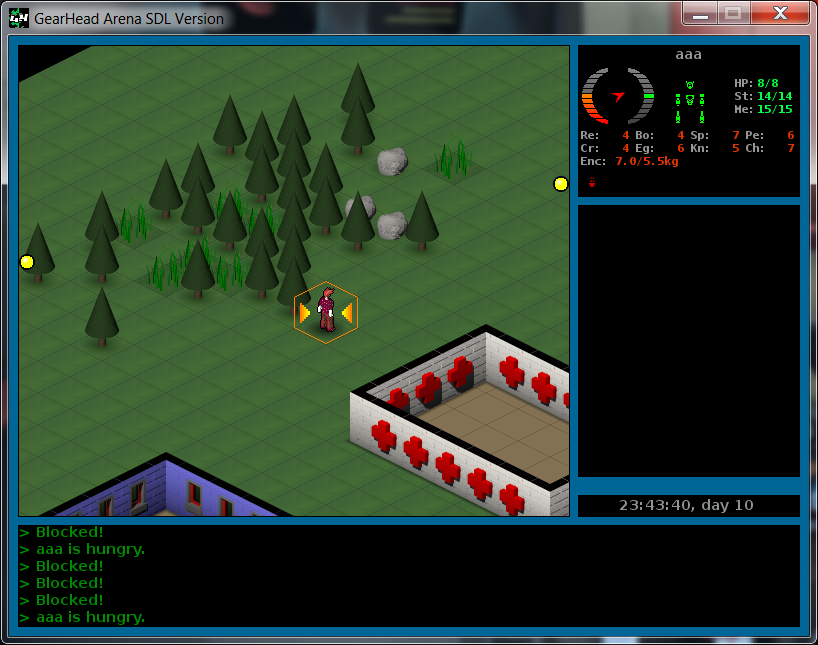 GearHead Arena SDL Version
aaa
HP: 8/8
St: 14/14
Me: 15/15
Re: 4 Bo: 4 Sp: 7 Pe: 6
Cr: 4 Eg: 6 Kn: 5 Ch: 7
Enc: 7.0/5.5kg
23:43:40, day 10
> Blocked!
> aaa is hungry.
> Blocked!
> Blocked!
> Blocked!
> aaa is hungry.